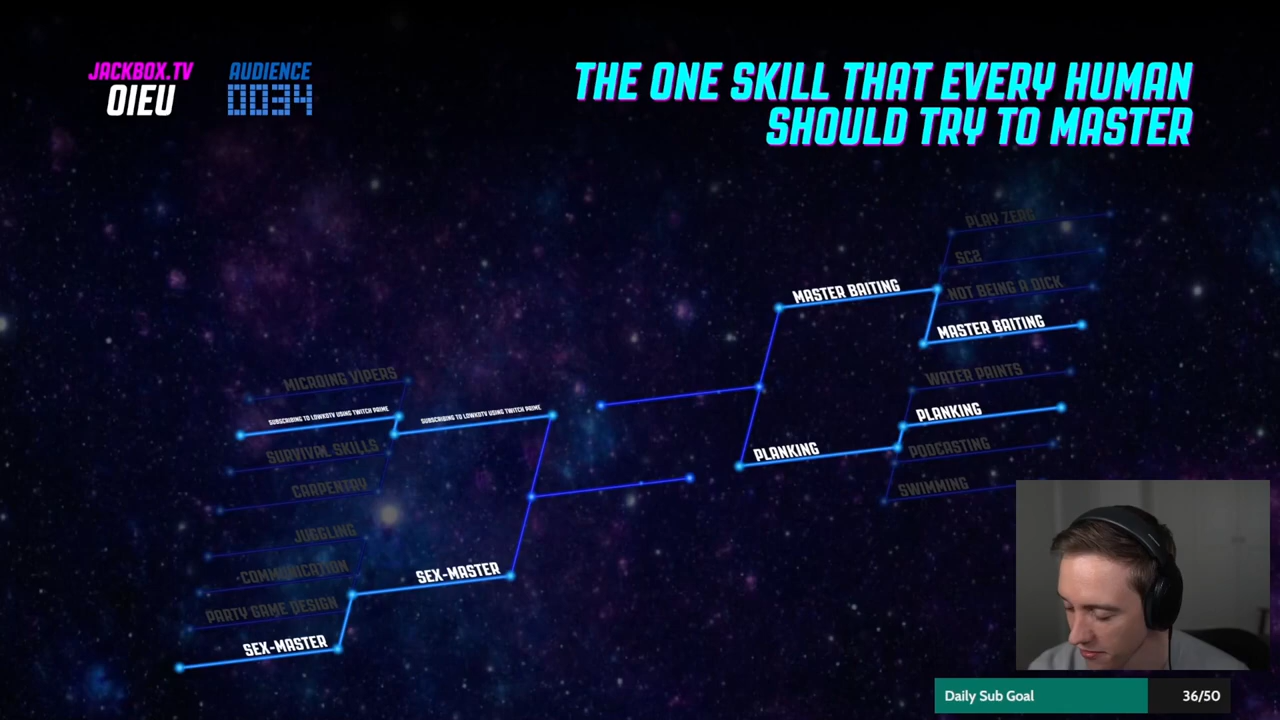 JACKBOX.TV
OIEU
AUDIENCE
0034
THE ONE SKILL THAT EVERY HUMAN
SHOULD TRY TO MASTER
MICROING VIPERS
SUBSCRIBING TO LOWKOTV USING TWITCH PRIME
SUBSCRIBING TO LOWKOTV USING TWITCH PRIME
SURVIVAL SKILLS
CARPENTRY
JUGGLING
COMMUNICATION
PARTY GAME DESIGN
SEX-MASTER
SEX-MASTER
PLAY ZERG
SC2
NOT BEING A DICK
MASTER BAITING
MASTER BAITING
WATER PAINTS
PLANKING
PLANKING
PODCASTING
SWIMMING
Daily Sub Goal
36/50